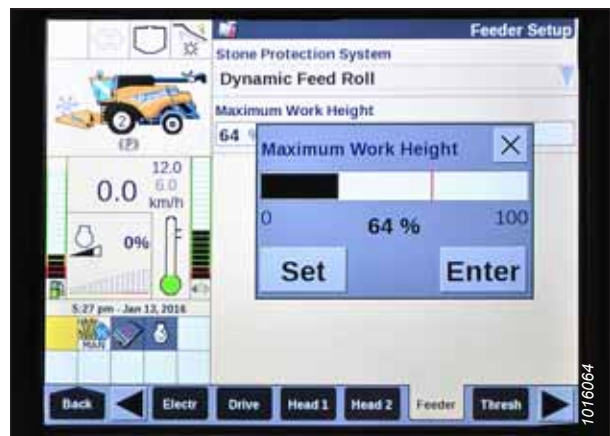 Feeder Setup
Stone Protection System
Dynamic Feed Roll
Maximum Work Height
64 %
Maximum Work Height
0
64 %
100
Set
Enter
2
(P)
12.0
6.0
0.0
km/h
0%
5:27 pm - Jan 13, 2016
MAN
Back
Electr
Drive
Head 1
Head 2
Feeder
Thresh
1016064